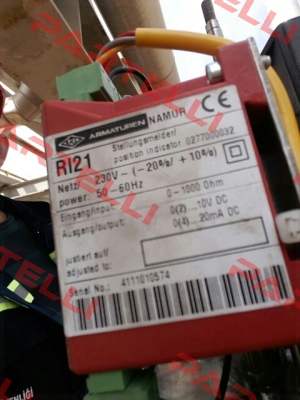 ARMATUREN NAMUR CE
RI21
Stellungsmelder/
position indicator 0277000032
Netz/ 230V ~ (-20%/ +10%)
power: 50-60Hz
Eingang/input: 0-1000 Ohm
Ausgang/output: 0(2)...10V DC
0(4)...20mA DC
justiert auf/
adjusted to:
Serial No.: 4111010574